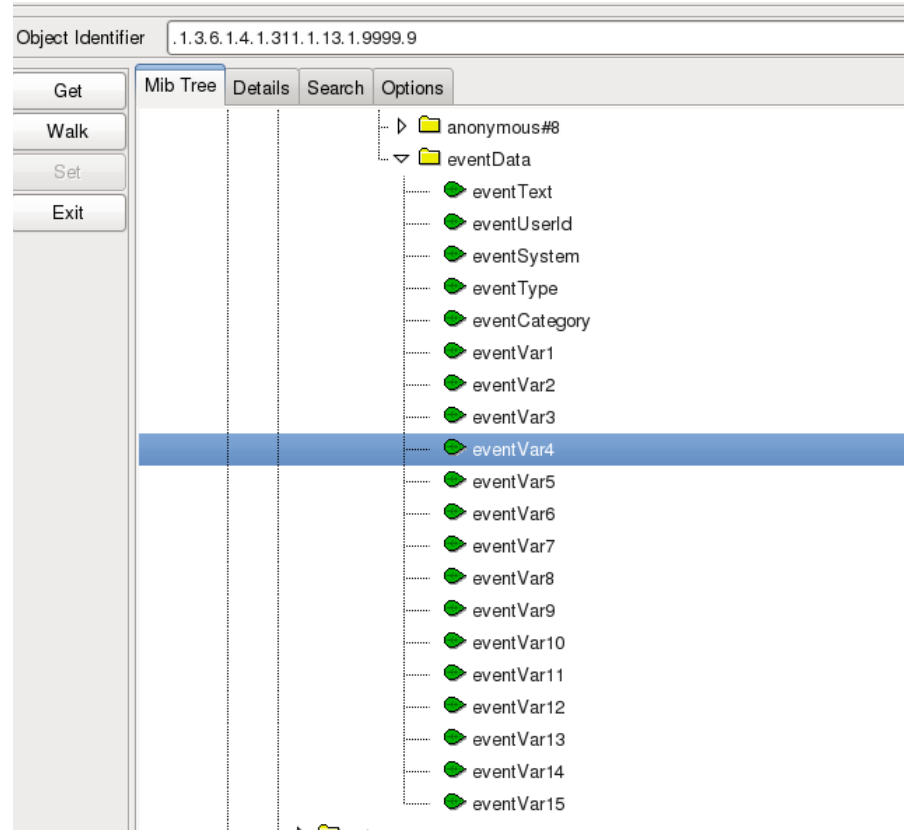 Object Identifier .1.3.6.1.4.1.311.1.13.1.9999.9
Get
Walk
Set
Exit
Mib Tree Details Search Options
anonymous#8
eventData
eventText
eventUserId
eventSystem
eventType
eventCategory
eventVar1
eventVar2
eventVar3
eventVar4
eventVar5
eventVar6
eventVar7
eventVar8
eventVar9
eventVar10
eventVar11
eventVar12
eventVar13
eventVar14
eventVar15